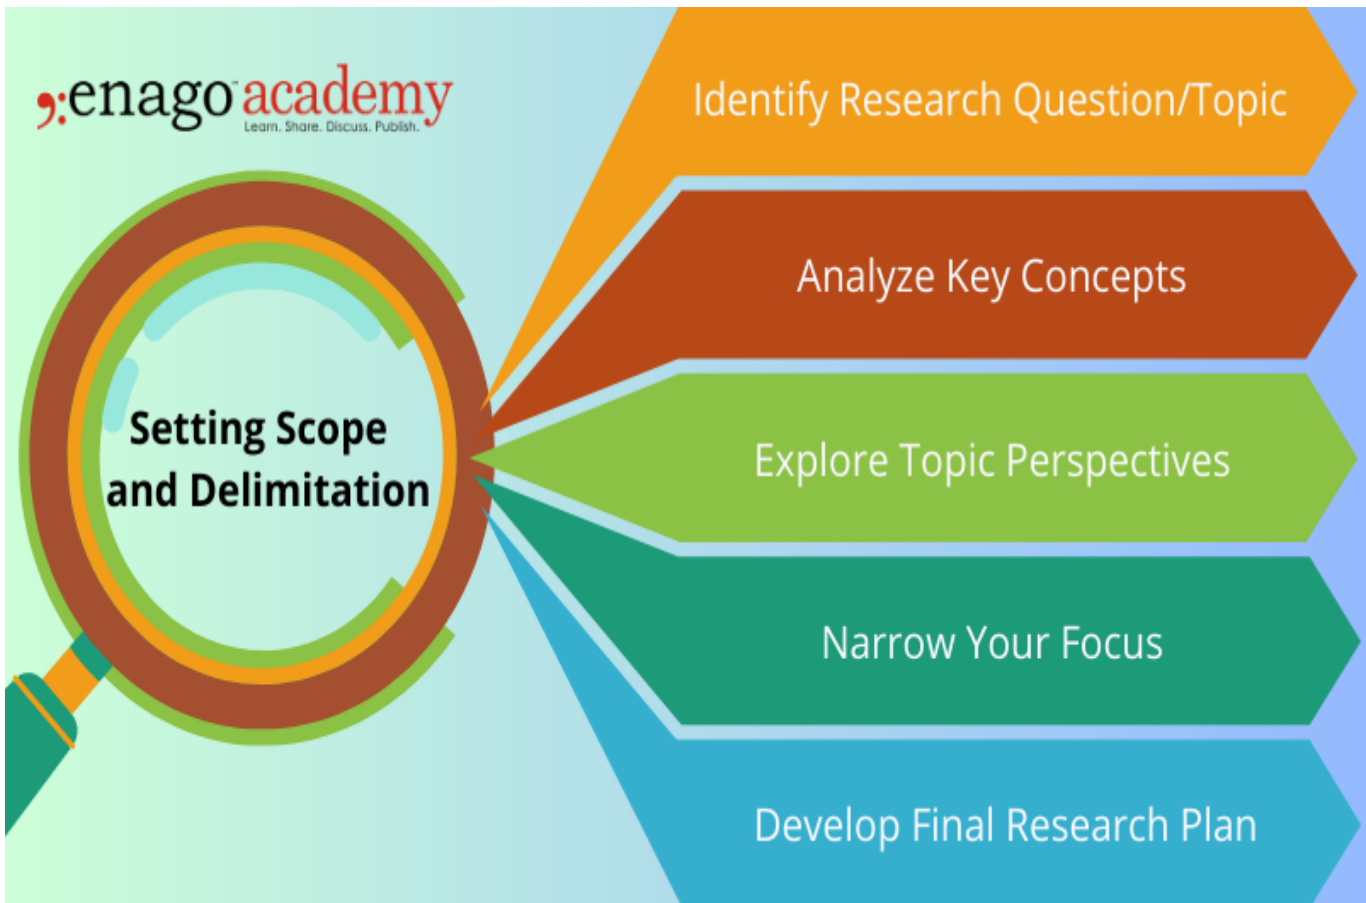 enago academy
Learn. Share. Discuss. Publish.
Identify Research Question/Topic
Analyze Key Concepts
Setting Scope
and Delimitation
Explore Topic Perspectives
Narrow Your Focus
Develop Final Research Plan